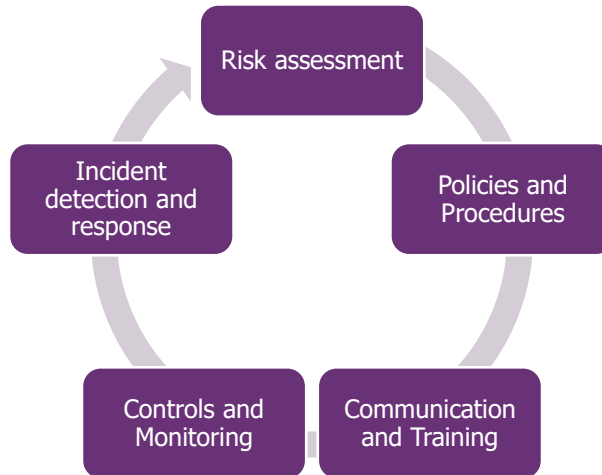 Risk assessment
Policies and
Procedures
Communication
and Training
Controls and
Monitoring
Incident
detection and
response